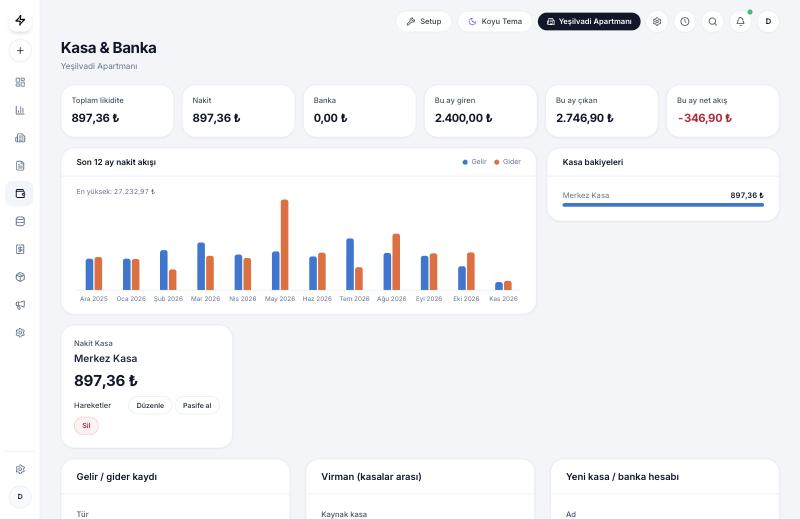 Setup
Koyu Tema
Yeşilvadi Apartmanı
D
Kasa & Banka
Yeşilvadi Apartmanı
Toplam likidite
897,36 ₺
Nakit
897,36 ₺
Banka
0,00 ₺
Bu ay giren
2.400,00 ₺
Bu ay çıkan
2.746,90 ₺
Bu ay net akış
-346,90 ₺
Son 12 ay nakit akışı
Gelir
Gider
En yüksek: 27.232,97 ₺
Ara 2025
Oca 2026
Şub 2026
Mar 2026
Nis 2026
May 2026
Haz 2026
Tem 2026
Ağu 2026
Eyl 2026
Eki 2026
Kas 2026
Kasa bakiyeleri
Merkez Kasa
897,36 ₺
Nakit Kasa
Merkez Kasa
897,36 ₺
Hareketler
Düzenle
Pasife al
Sil
Gelir / gider kaydı
Tür
Virman (kasalar arası)
Kaynak kasa
Yeni kasa / banka hesabı
Ad
D